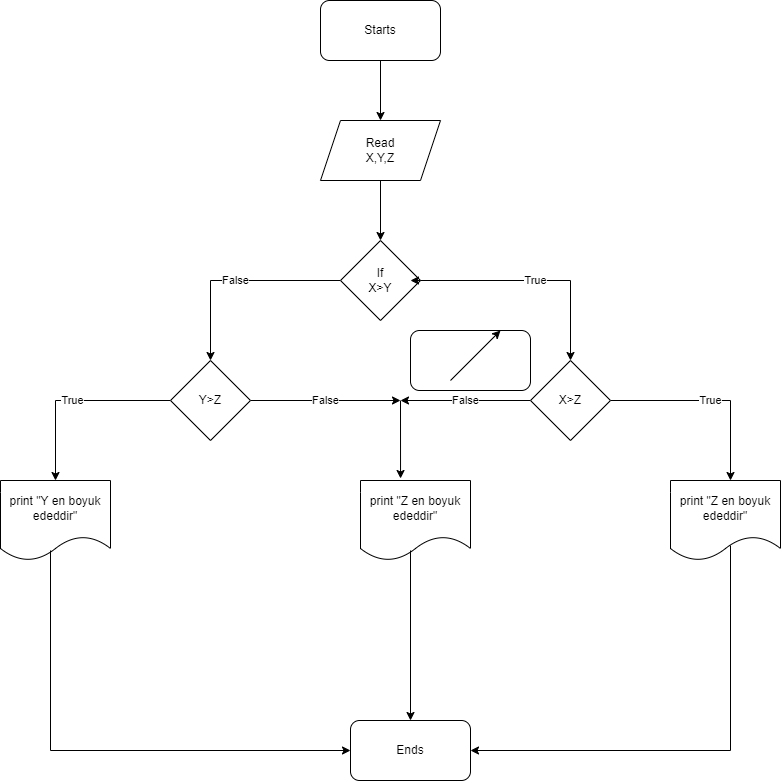 Starts
Read
X,Y,Z
If
X>Y
False
True
Y>Z
X>Z
True
False
False
True
print "Y en boyuk
ededdir"
print "Z en boyuk
ededdir"
print "Z en boyuk
ededdir"
Ends